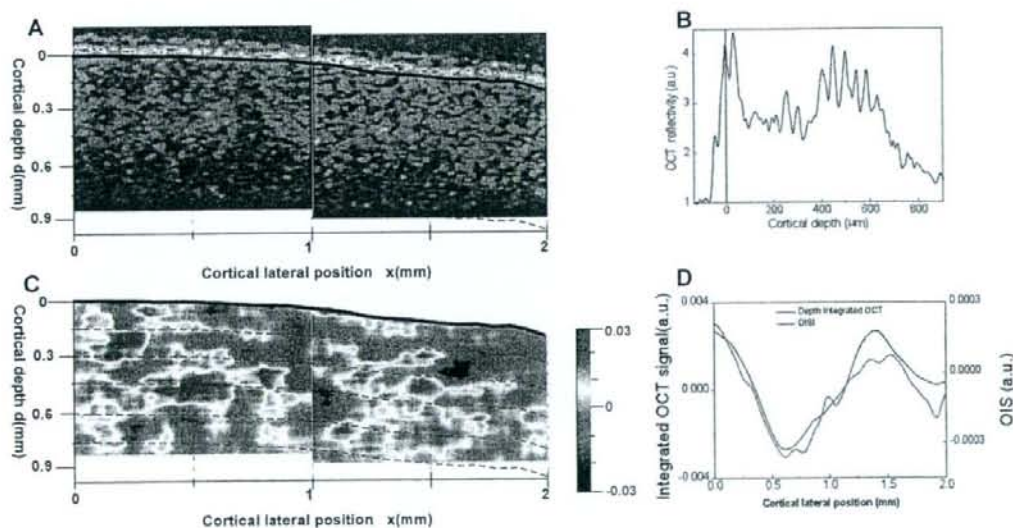 A
0
0.3
0.6
0.9
Cortical depth d(mm)
0
1
2
Cortical lateral position x(mm)
B
4
3
2
1
OCT reflectivity (a.u.)
0
200
400
600
800
Cortical depth (μm)
C
0
0.3
0.6
0.9
Cortical depth d(mm)
0
1
2
Cortical lateral position x(mm)
0.03
0
-0.03
D
Depth Integrated OCT
OISI
0.004
0.000
-0.004
Integrated OCT signal(a.u.)
0.0003
0.0000
-0.0003
OIS (a.u.)
0.0
0.5
1.0
1.5
2.0
Cortical lateral position (mm)